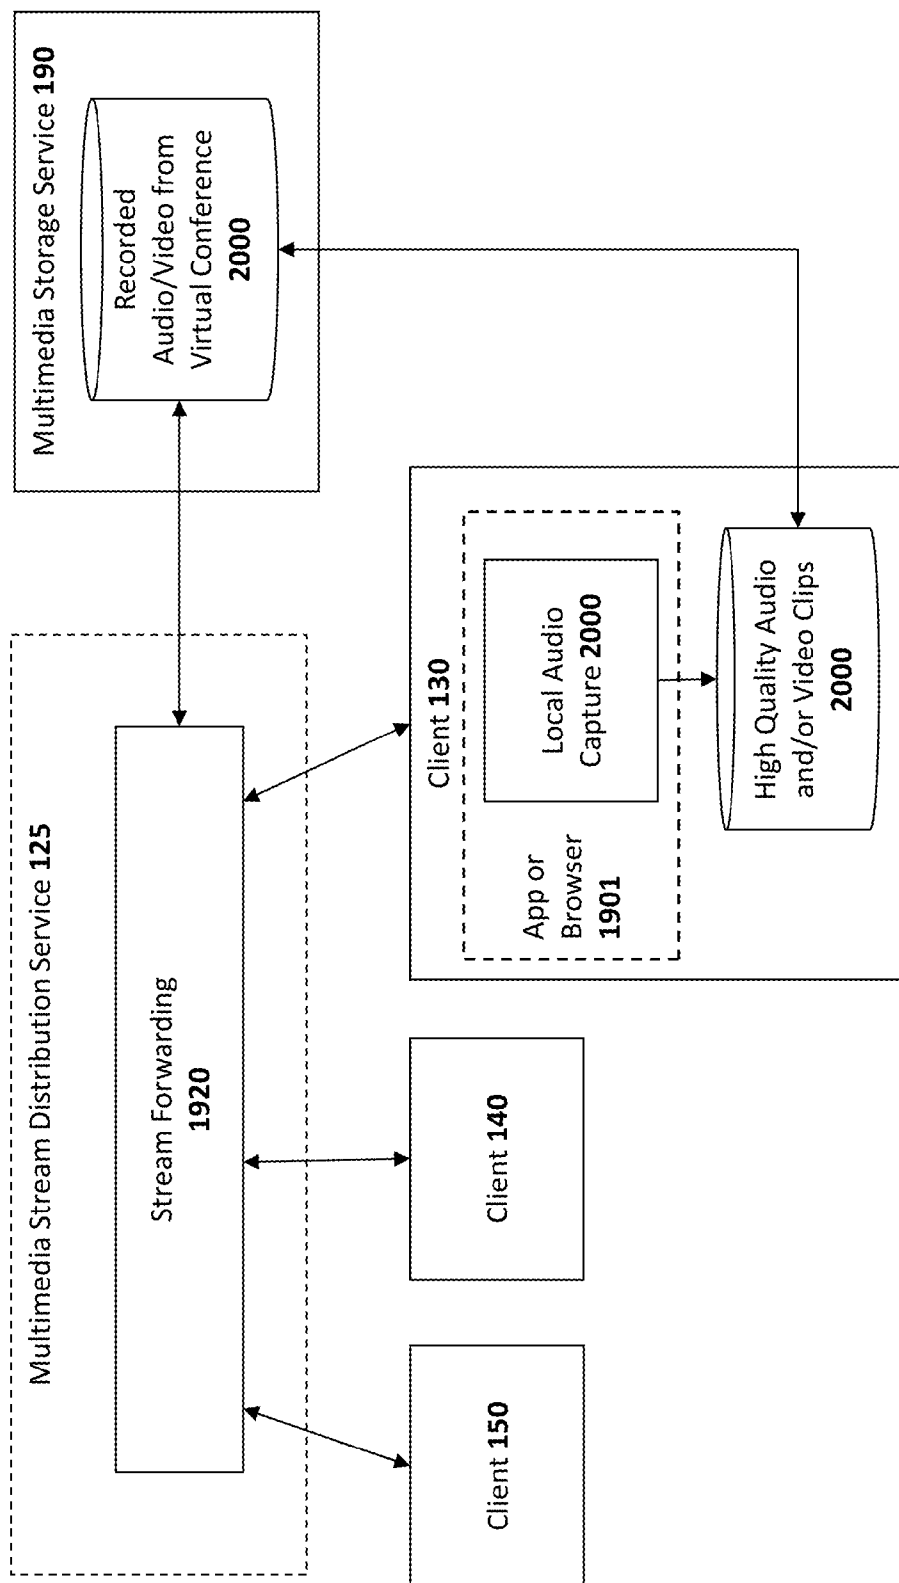 Multimedia Stream Distribution Service 125
Stream Forwarding
1920
Multimedia Storage Service 190
Recorded
Audio/Video from
Virtual Conference
2000
Client 150
Client 140
Client 130
App or
Browser
1901
Local Audio
Capture 2000
High Quality Audio
and/or Video Clips
2000